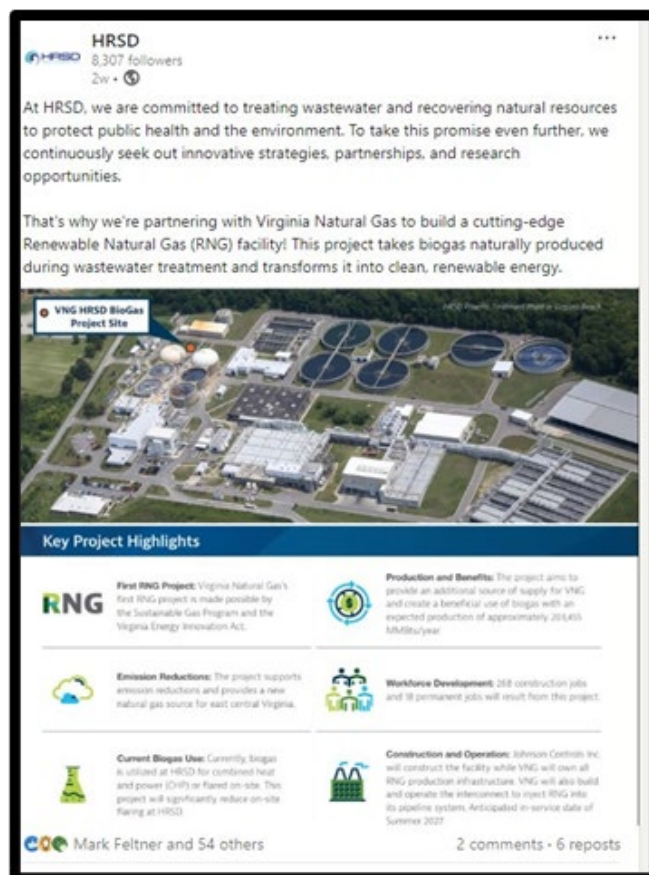 HRSD
HRSD
8,307 followers
2w •
At HRSD, we are committed to treating wastewater and recovering natural resources
to protect public health and the environment. To take this promise even further, we
continuously seek out innovative strategies, partnerships, and research
opportunities.
That's why we're partnering with Virginia Natural Gas to build a cutting-edge
Renewable Natural Gas (RNG) facility! This project takes biogas naturally produced
during wastewater treatment and transforms it into clean, renewable energy.
VNG HRSD BioGas
Project Site
Key Project Highlights
RNG
First RNG Project: Virginia Natural Gas's
first RNG project is made possible by
the Sustainable Gas Program and the
Virginia Energy Innovation Act.
Production and Benefits: The project aims to
provide an additional source of supply for VNG
and create a beneficial use of biogas with an
expected production of approximately
MMBtu/year.
Emission Reductions: The project supports
emission reductions and provides a new
natural gas source for east central Virginia.
Workforce Development: 268 construction jobs
and 18 permanent jobs will result from this project.
Current Biogas Use: Currently, biogas
is utilized at HRSD for combined heat
and power (CHP) or flared on-site. This
project will significantly reduce on-site
flaring at HRSD.
Construction and Operation: Johnson Controls Inc.
will construct the facility while VNG will own all
RNG production infrastructure. VNG will also build
and operate the interconnect to inject RNG into
its pipeline system. Anticipated in-service date of
Summer 2027
Mark Feltner and 54 others
2 comments • 6 reposts